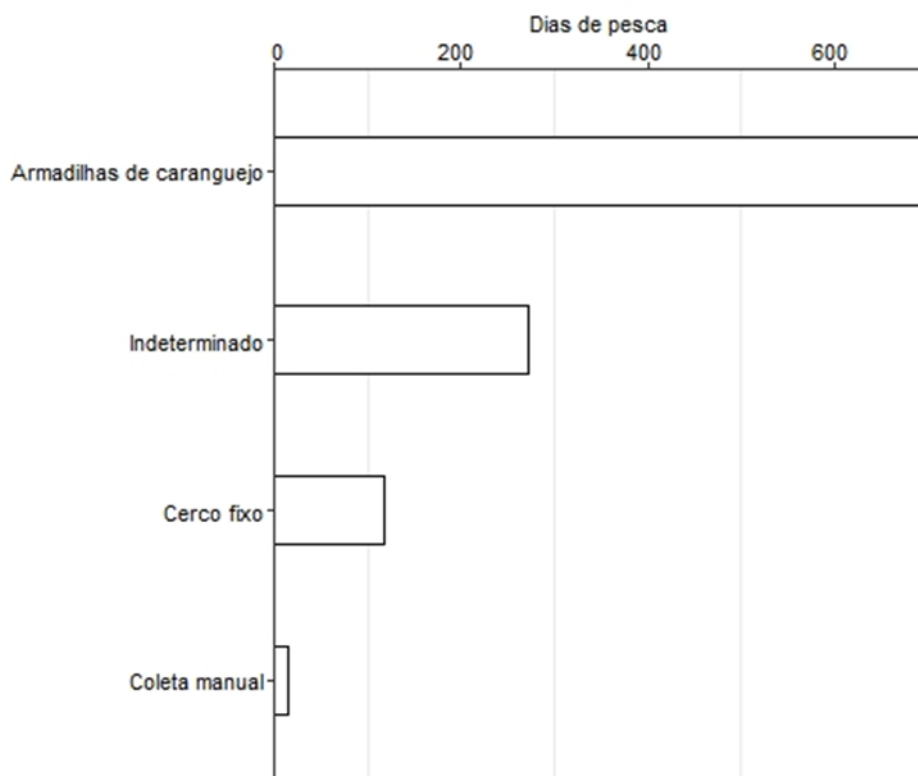 Dias de pesca
0 200 400 600
Armadilhas de caranguejo
Indeterminado
Cerco fixo
Coleta manual